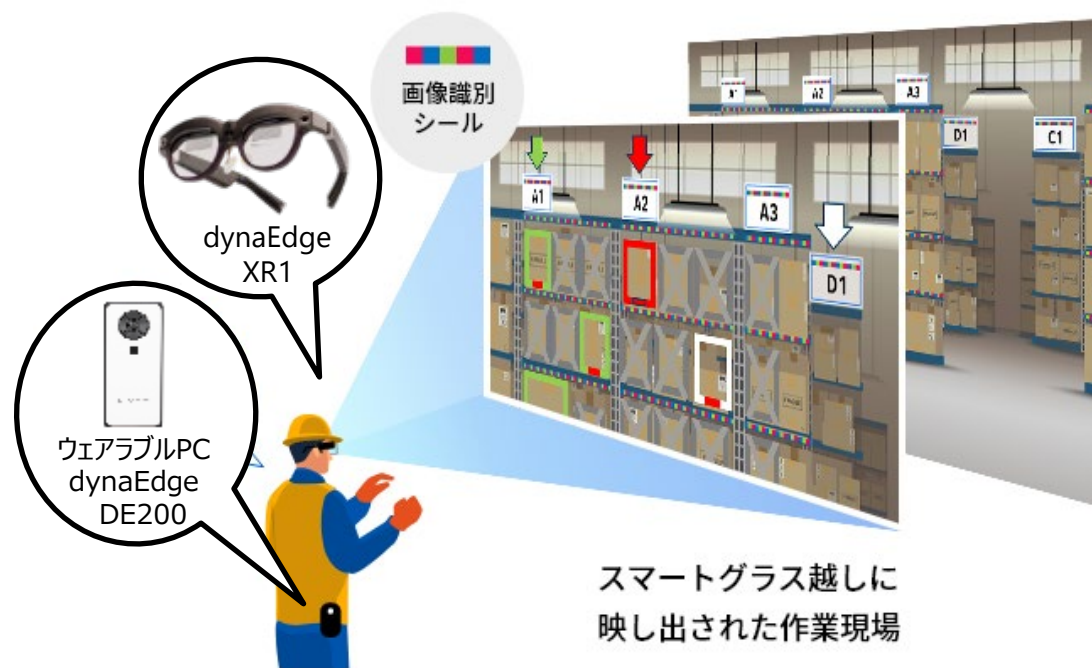 画像識別
シール
dynaEdge
XR1
ウェアラブルPC
dynaEdge
DE200
A1
A2
A3
D1
A1
A2
A3
D1
C1
スマートグラス越しに
映し出された作業現場